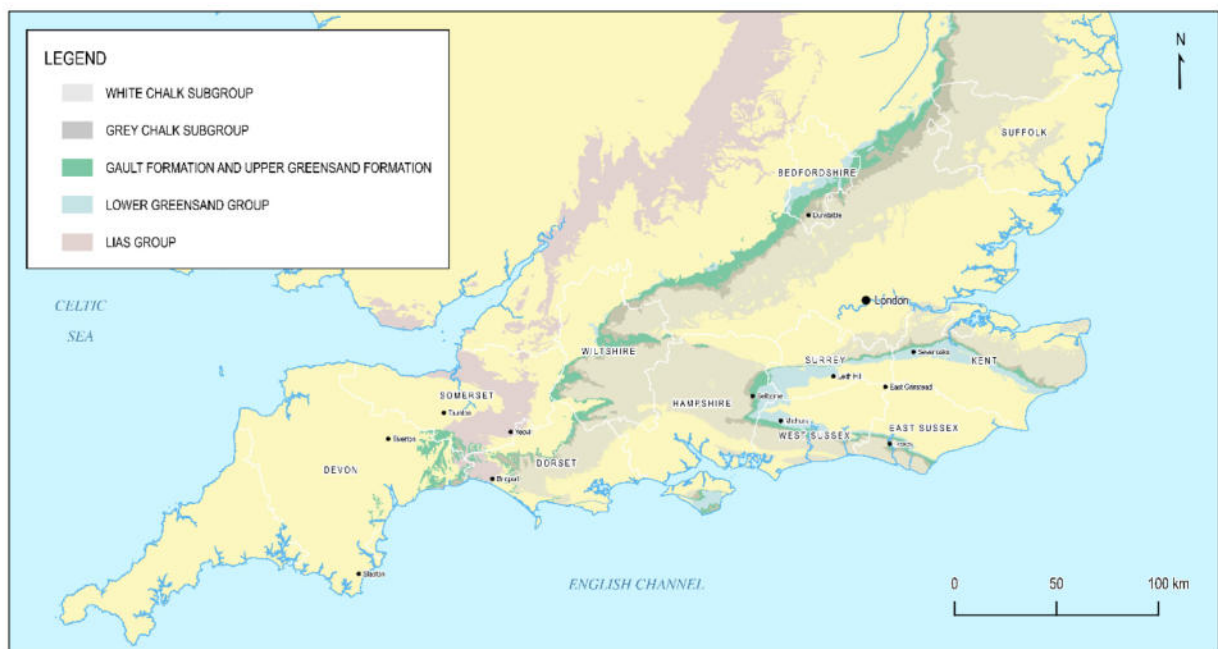 LEGEND
WHITE CHALK SUBGROUP
GREY CHALK SUBGROUP
GAULT FORMATION AND UPPER GREENSAND FORMATION
LOWER GREENSAND GROUP
LIAS GROUP
N
SUFFOLK
BEDFORDSHIRE
Dunstable
CELTIC
SEA
London
WILTSHIRE
SURREY
Sevenoaks
KENT
Leith Hill
East Grinstead
SOMERSET
HAMPSHIRE
Selborne
Taunton
Yeovil
Midhurst
WEST SUSSEX
EAST SUSSEX
Tiverton
DEVON
DORSET
Bridport
ENGLISH CHANNEL
0 50 100 km